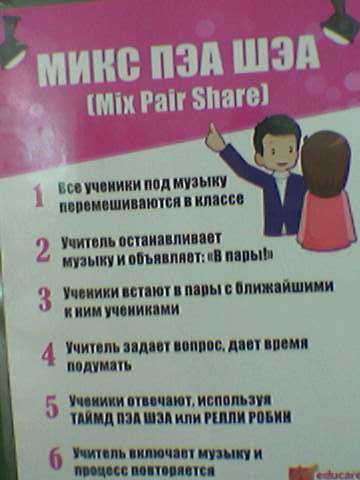 МИКС ПЭА ШЭА
(Mix Pair Share)
1 Все ученики под музыку
перемешиваются в классе
2 Учитель останавливает
музыку и объявляет: «В пары!»
3 Ученики встают в пары с ближайшими
к ним учениками
4 Учитель задает вопрос, дает время
подумать
5 Ученики отвечают, используя
ТАЙМД ПЭА ШЭА или РЕЛЛИ РОБИН
6 Учитель включает музыку и
процесс повторяется
educare